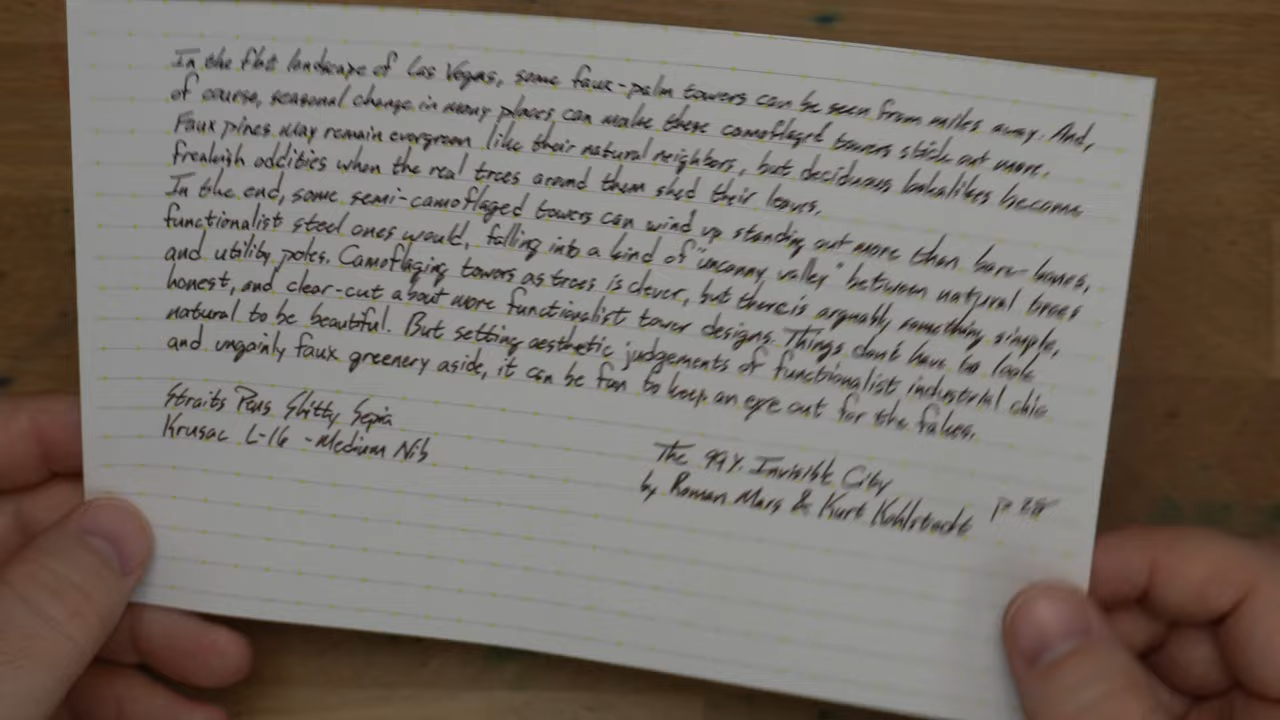 In the flat landscape of Las Vegas, some faux-palm towers can be seen from miles away. And,
of course, seasonal change in many places can make these camoflaged towers stick out more.
Faux pines may remain evergreen like their natural neighbors, but deciduous lookalikes become
freakish oddities when the real trees around them shed their leaves.
In the end, some semi-camoflaged towers can wind up standing out more than bare-bones,
functionalist steel ones would, falling into a kind of "uncanny valley" between natural trees
and utility poles. Camoflaging towers as trees is clever, but there is arguably something simple,
honest, and clear-cut about more functionalist tower designs. Things don't have to look
natural to be beautiful. But setting aesthetic judgements of functionalist industrial chic
and ungainly faux greenery aside, it can be fun to keep an eye out for the fakes.
Straits Pens Shitty Sepia
Krusac L-16 - Medium Nib
The 99% Invisible City
by Roman Mars & Kurt Kohlstedt p